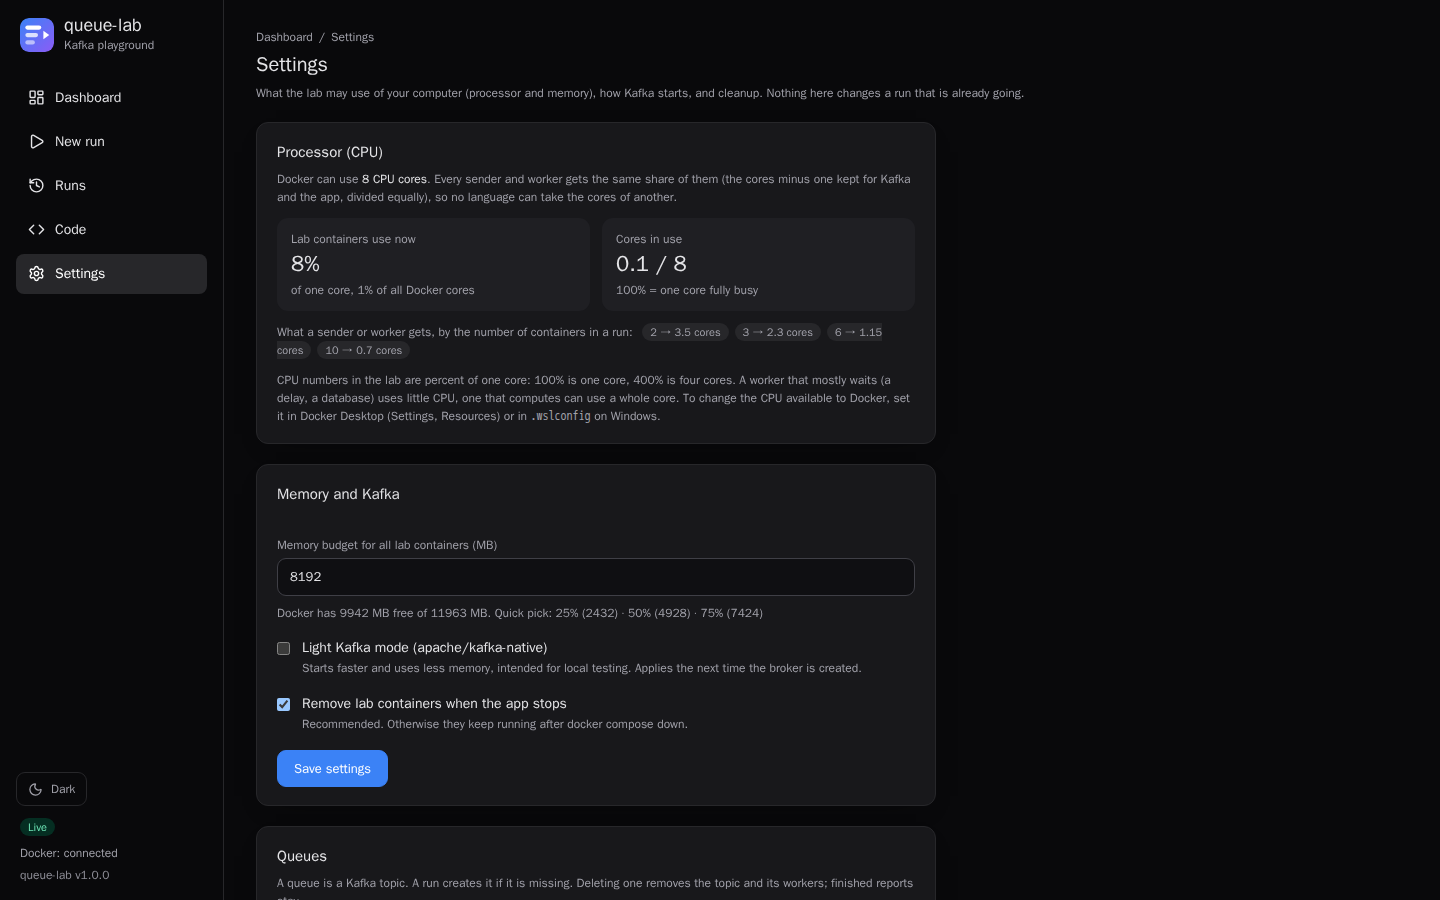 queue-lab
Kafka playground
Dashboard
New run
Runs
Code
Settings
Dark
Live
Docker: connected
queue-lab v1.0.0
Dashboard / Settings
Settings
What the lab may use of your computer (processor and memory), how Kafka starts, and cleanup. Nothing here changes a run that is already going.
Processor (CPU)
Docker can use 8 CPU cores. Every sender and worker gets the same share of them (the cores minus one kept for Kafka
and the app, divided equally), so no language can take the cores of another.
Lab containers use now
8%
of one core, 1% of all Docker cores
Cores in use
0.1 / 8
100% = one core fully busy
What a sender or worker gets, by the number of containers in a run: 2 → 3.5 cores 3 → 2.3 cores 6 → 1.15
cores 10 → 0.7 cores
CPU numbers in the lab are percent of one core: 100% is one core, 400% is four cores. A worker that mostly waits (a
delay, a database) uses little CPU, one that computes can use a whole core. To change the CPU available to Docker, set
it in Docker Desktop (Settings, Resources) or in .wslconfig on Windows.
Memory and Kafka
Memory budget for all lab containers (MB)
8192
Docker has 9942 MB free of 11963 MB. Quick pick: 25% (2432) · 50% (4928) · 75% (7424)
Light Kafka mode (apache/kafka-native)
Starts faster and uses less memory, intended for local testing. Applies the next time the broker is created.
Remove lab containers when the app stops
Recommended. Otherwise they keep running after docker compose down.
Save settings
Queues
A queue is a Kafka topic. A run creates it if it is missing. Deleting one removes the topic and its workers; finished reports